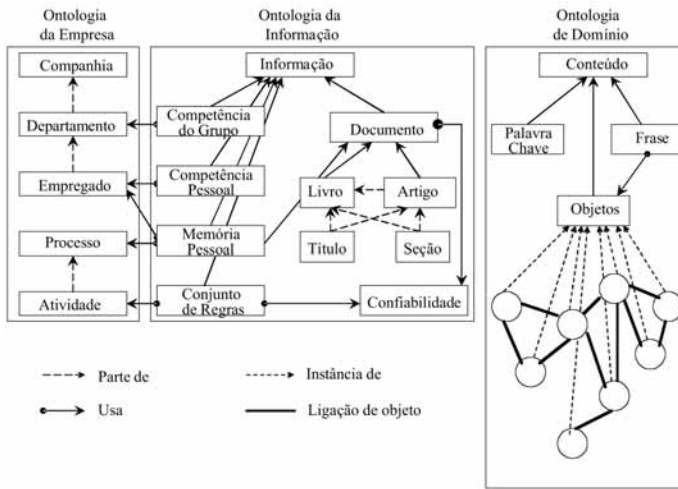 Ontologia
da Empresa
Ontologia da
Informação
Ontologia
de Domínio
Companhia
Departamento
Empregado
Processo
Atividade
Informação
Competência
do Grupo
Competência
Pessoal
Memória
Pessoal
Conjunto
de Regras
Documento
Livro
Artigo
Título
Seção
Confiabilidade
Conteúdo
Palavra
Chave
Frase
Objetos
Parte de
Instância de
Usa
Ligação de objeto